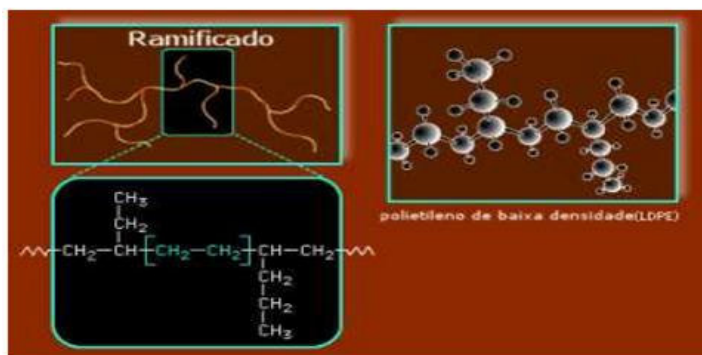 Ramificado
polietileno de baixa densidade(LDPE)
CH₃
CH₂
CH₂—CH—[CH₂—CH₂]—CH—CH₂
CH₂
CH₂
CH₃